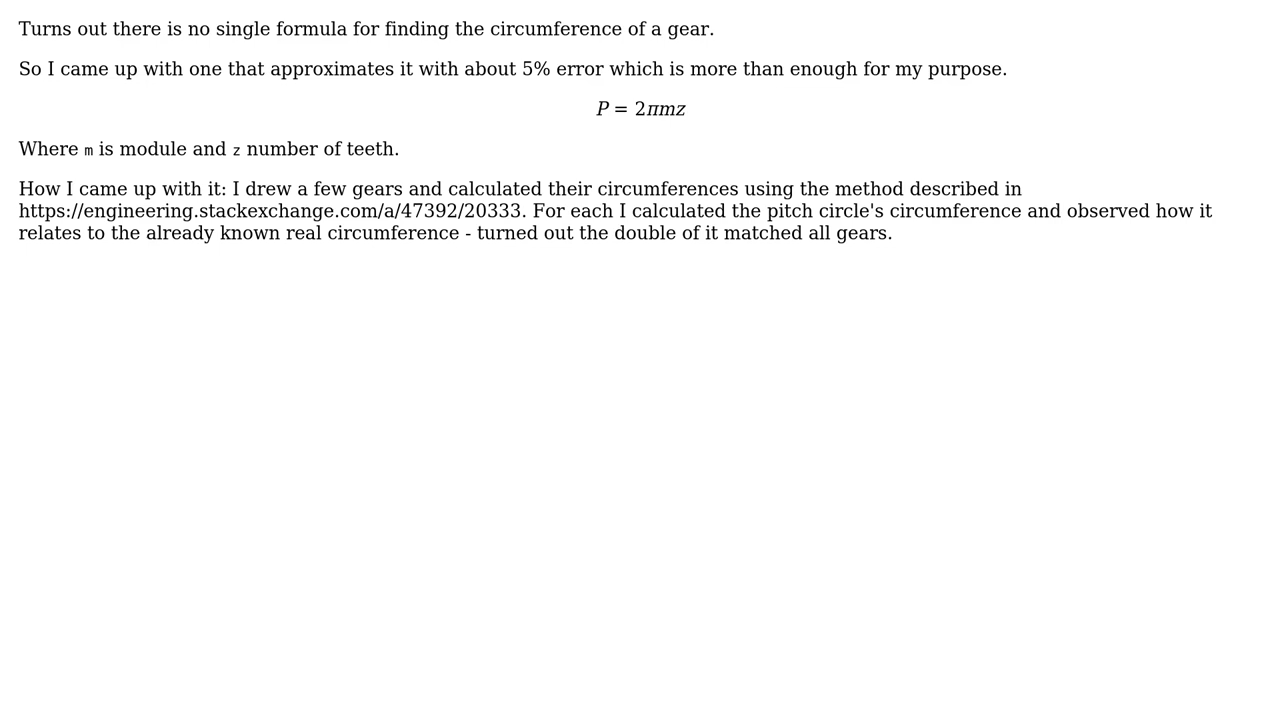 Turns out there is no single formula for finding the circumference of a gear.
So I came up with one that approximates it with about 5% error which is more than enough for my purpose.
P = 2πmz
Where m is module and z number of teeth.
How I came up with it: I drew a few gears and calculated their circumferences using the method described in
https://engineering.stackexchange.com/a/47392/20333. For each I calculated the pitch circle's circumference and observed how it
relates to the already known real circumference - turned out the double of it matched all gears.